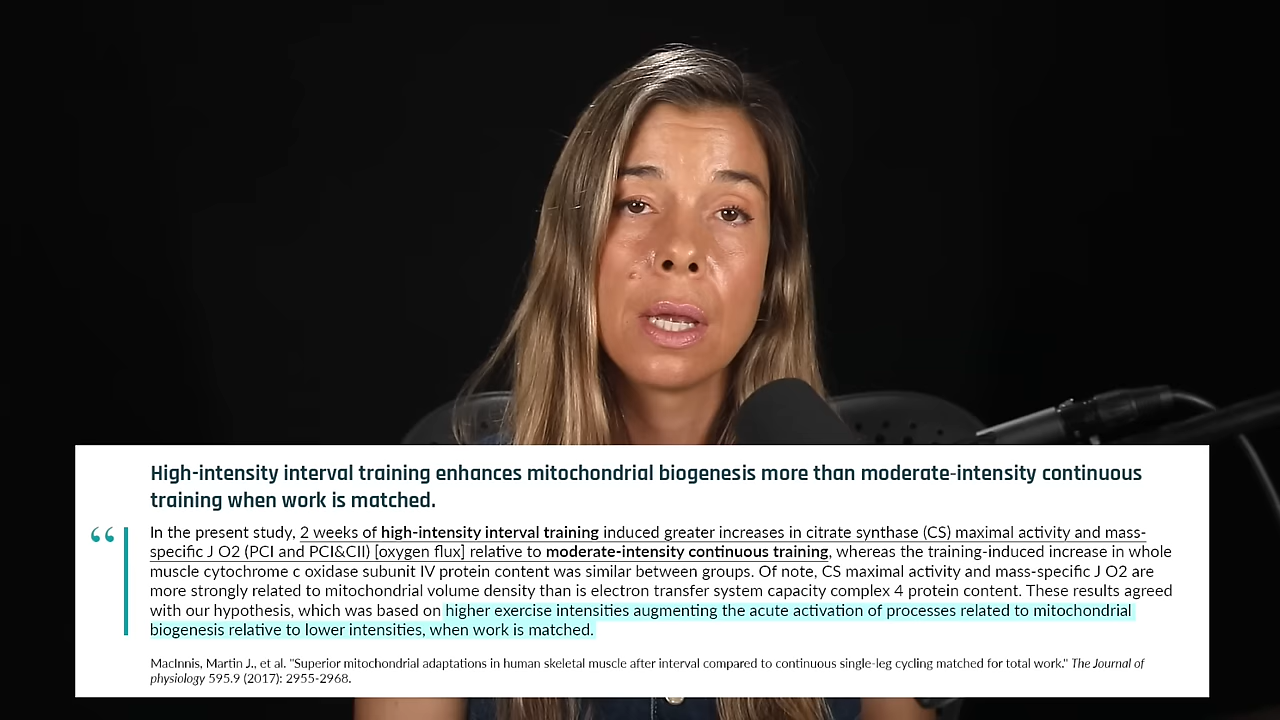 High-intensity interval training enhances mitochondrial biogenesis more than moderate-intensity continuous
training when work is matched.
“ In the present study, 2 weeks of high-intensity interval training induced greater increases in citrate synthase (CS) maximal activity and mass-
specific J O2 (PCI and PCI&CII) [oxygen flux] relative to moderate-intensity continuous training, whereas the training-induced increase in whole
muscle cytochrome c oxidase subunit IV protein content was similar between groups. Of note, CS maximal activity and mass-specific J O2 are
more strongly related to mitochondrial volume density than is electron transfer system capacity complex 4 protein content. These results agreed
with our hypothesis, which was based on higher exercise intensities augmenting the acute activation of processes related to mitochondrial
biogenesis relative to lower intensities, when work is matched.
MacInnis, Martin J., et al. "Superior mitochondrial adaptations in human skeletal muscle after interval compared to continuous single-leg cycling matched for total work." The Journal of
physiology 595.9 (2017): 2955-2968.